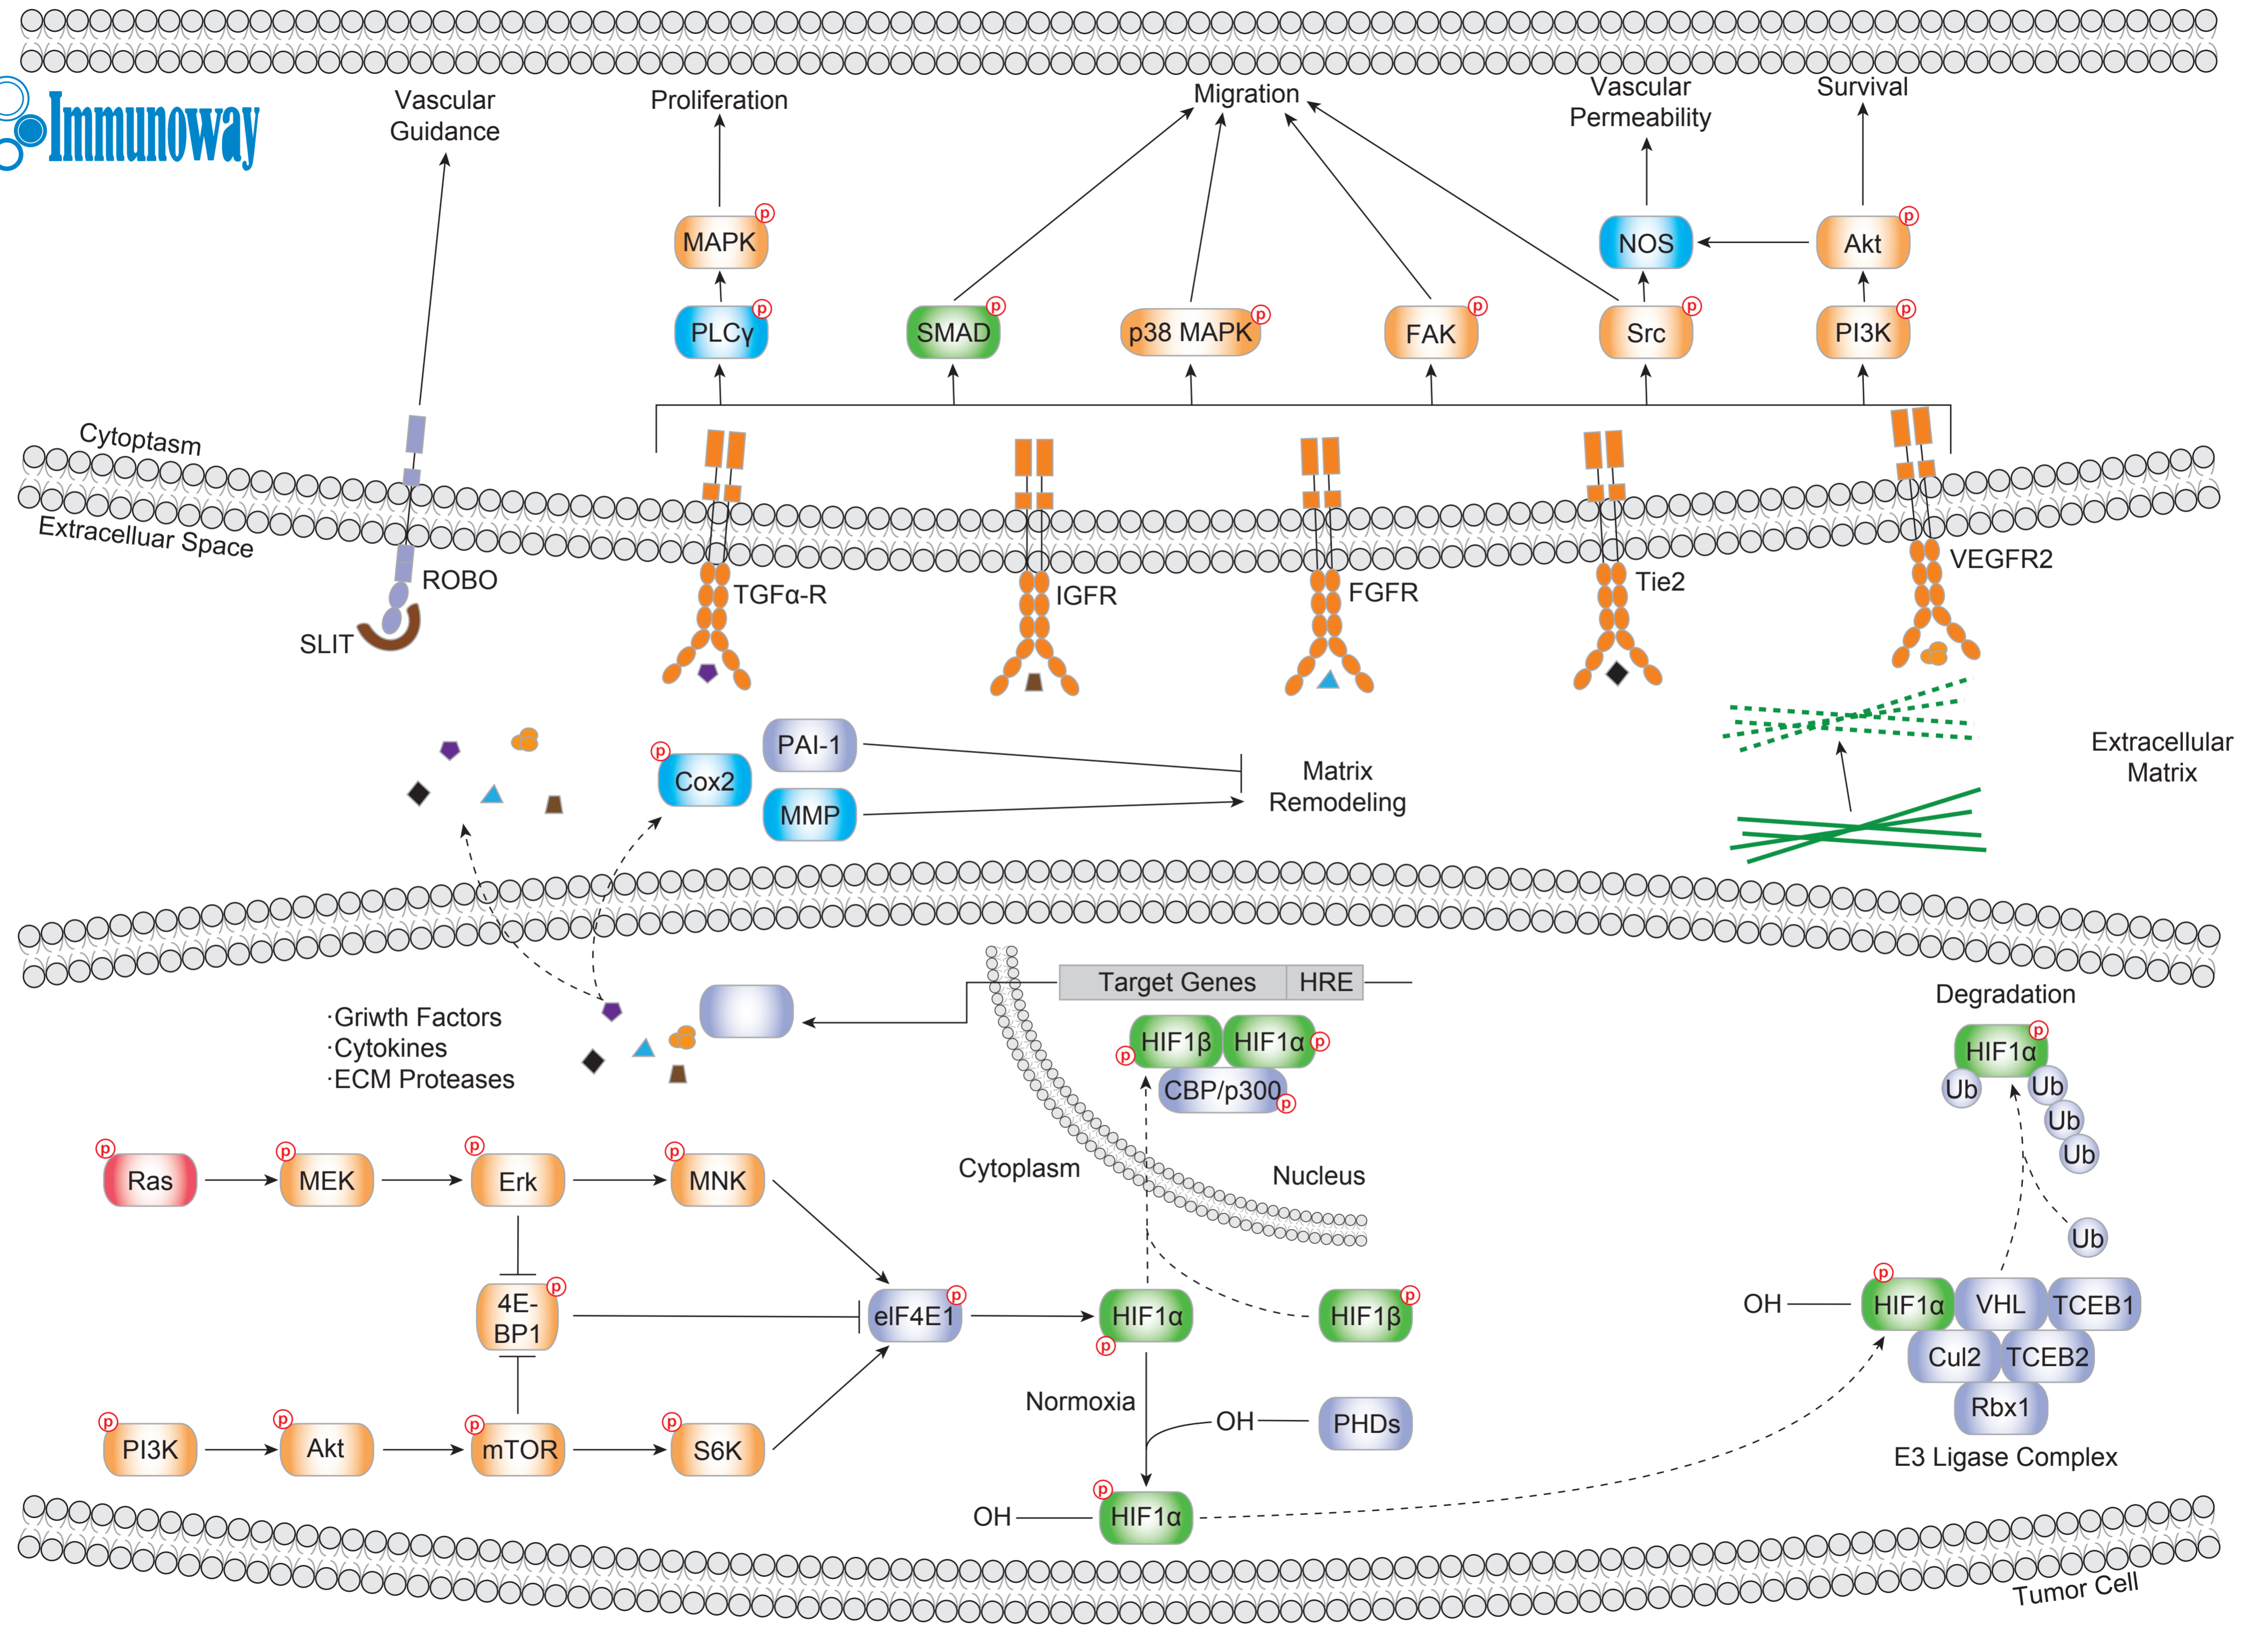 Immunoway
Vascular
Guidance
Proliferation
Migration
Vascular
Permeability
Survival
MAPK
p
NOS
Akt
p
PLCγ
p
SMAD
p
p38 MAPK
p
FAK
p
Src
p
PI3K
p
Cytoptasm
Extracelluar Space
ROBO
SLIT
TGFα-R
IGFR
FGFR
Tie2
VEGFR2
p
Cox2
PAI-1
MMP
Matrix
Remodeling
Extracellular
Matrix
Target Genes
HRE
·Griwth Factors
·Cytokines
·ECM Proteases
HIF1β
p
HIF1α
p
CBP/p300
p
Cytoplasm
Nucleus
Degradation
HIF1α
p
Ub
Ub
Ub
Ub
Ub
p
Ras
p
MEK
p
Erk
p
MNK
4E-
BP1
p
eIF4E1
p
HIF1α
p
HIF1β
p
p
PI3K
p
Akt
p
mTOR
p
S6K
Normoxia
OH
PHDs
OH
p
HIF1α
OH
p
HIF1α
VHL
TCEB1
Cul2
TCEB2
Rbx1
E3 Ligase Complex
Tumor Cell